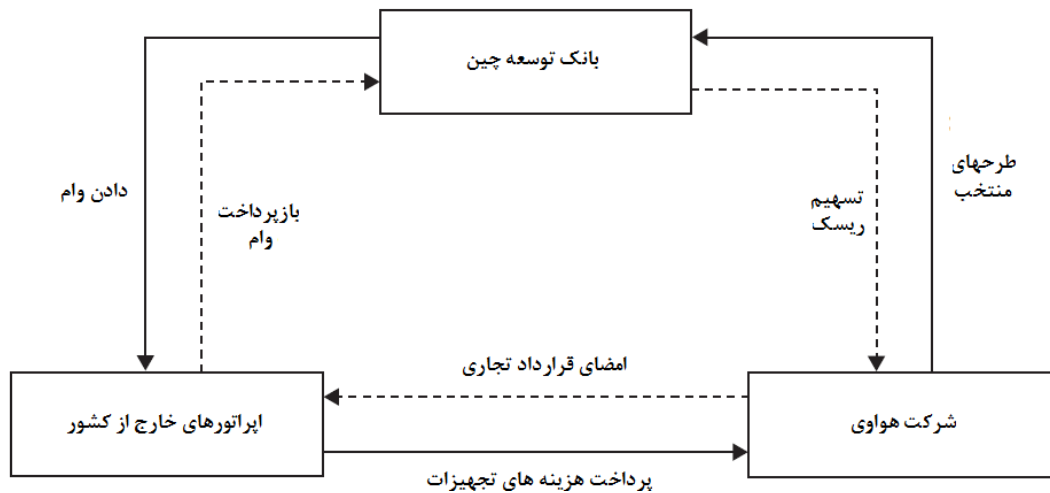 بانک توسعه چین
طرحهای
منتخب
دادن وام
تسهیم
ریسک
بازپرداخت
وام
امضای قرارداد تجاری
شرکت هواوی
اپراتورهای خارج از کشور
پرداخت هزینه های تجهیزات